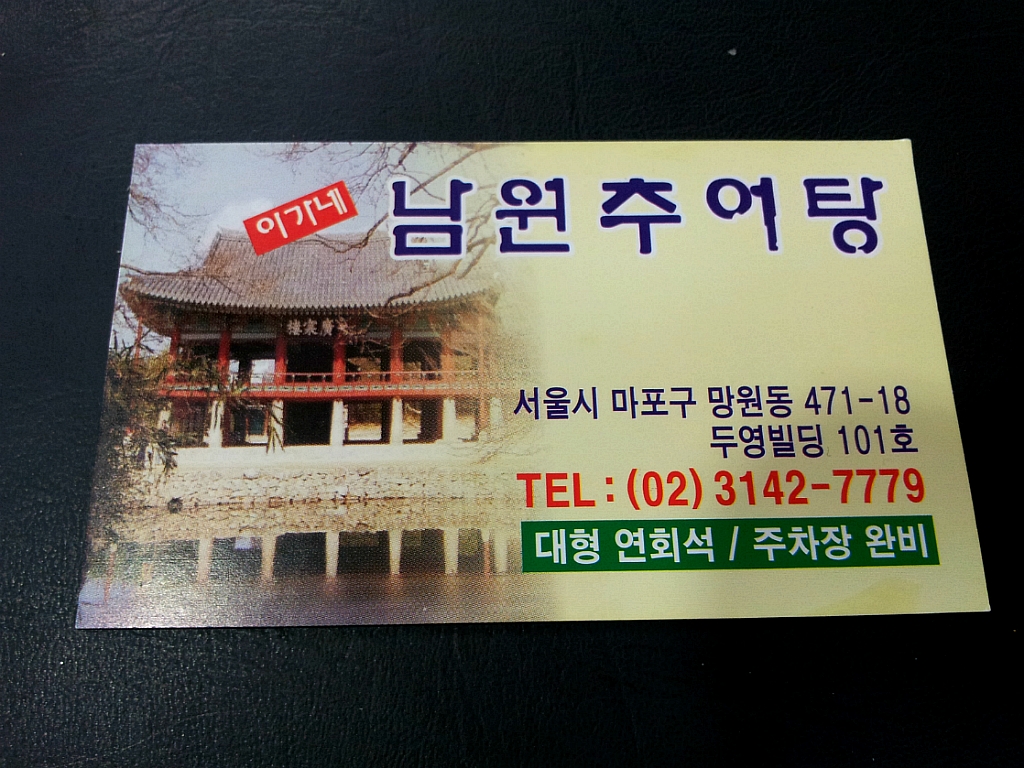 이가네
남원추어탕
서울시 마포구 망원동 471-18
두영빌딩 101호
TEL : (02) 3142-7779
대형 연회석 / 주차장 완비